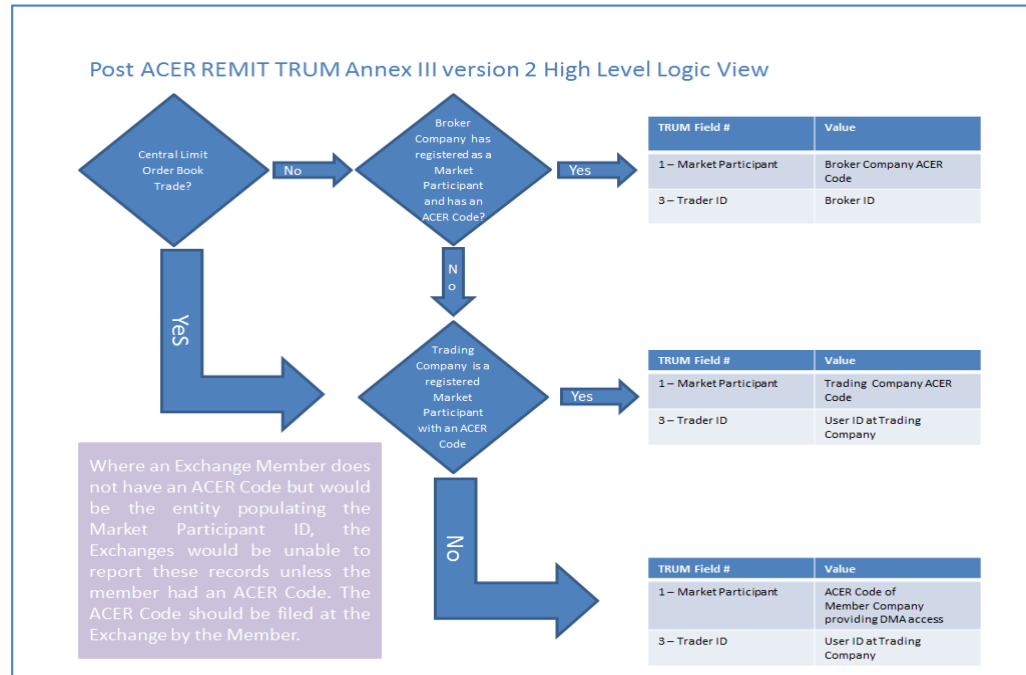 Post ACER REMIT TRUM Annex III version 2 High Level Logic View
Central Limit
Order Book
Trade?
No
Broker
Company has
registered as a
Market
Participant
and has an
ACER Code?
Yes
TRUM Field # Value
1 – Market Participant Broker Company ACER
Code
3 – Trader ID Broker ID
N
o
Yes
Trading
Company is a
registered
Market
Participant
with an ACER
Code
Yes
TRUM Field # Value
1 – Market Participant Trading Company ACER
Code
3 – Trader ID User ID at Trading
Company
Where an Exchange Member does
not have an ACER Code but would
be the entity populating the
Market Participant ID, the
Exchanges would be unable to
report these records unless the
member had an ACER Code. The
ACER Code should be filed at the
Exchange by the Member.
No
TRUM Field # Value
1 – Market Participant ACER Code of
Member Company
providing DMA access
3 – Trader ID User ID at Trading
Company